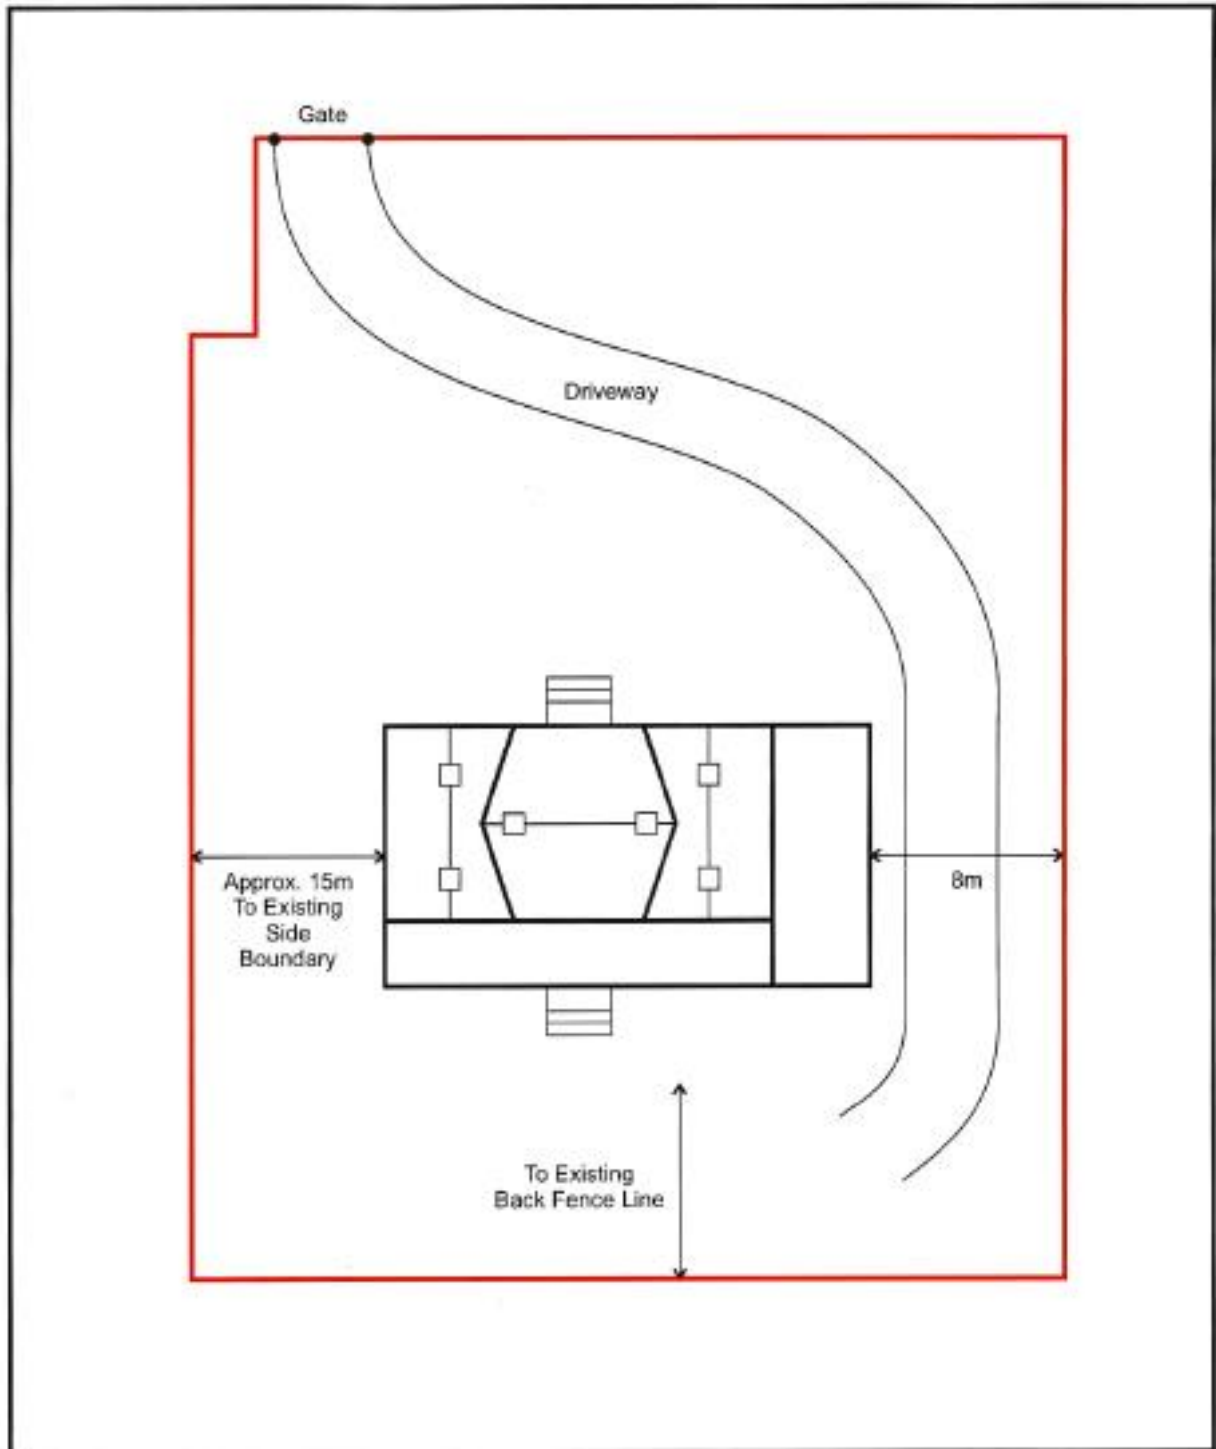 Gate
Driveway
Approx. 15m
To Existing
Side
Boundary
8m
To Existing
Back Fence Line